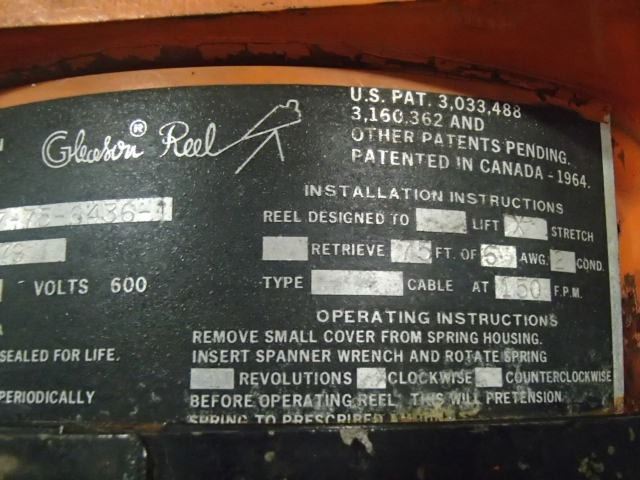 Gleason ® Reel
U.S. PAT. 3,033,488
3,160,362 AND
OTHER PATENTS PENDING.
PATENTED IN CANADA - 1964.
INSTALLATION INSTRUCTIONS
REEL DESIGNED TO LIFT X STRETCH
RETRIEVE 75 FT. OF 6 AWG. 2 COND.
TYPE CABLE AT 150 F.P.M.
VOLTS 600
OPERATING INSTRUCTIONS
REMOVE SMALL COVER FROM SPRING HOUSING.
SEALED FOR LIFE.
INSERT SPANNER WRENCH AND ROTATE SPRING
REVOLUTIONS CLOCKWISE COUNTERCLOCKWISE
PERIODICALLY
BEFORE OPERATING REEL. THIS WILL PRETENSION
SPRING TO PRESCRIBED